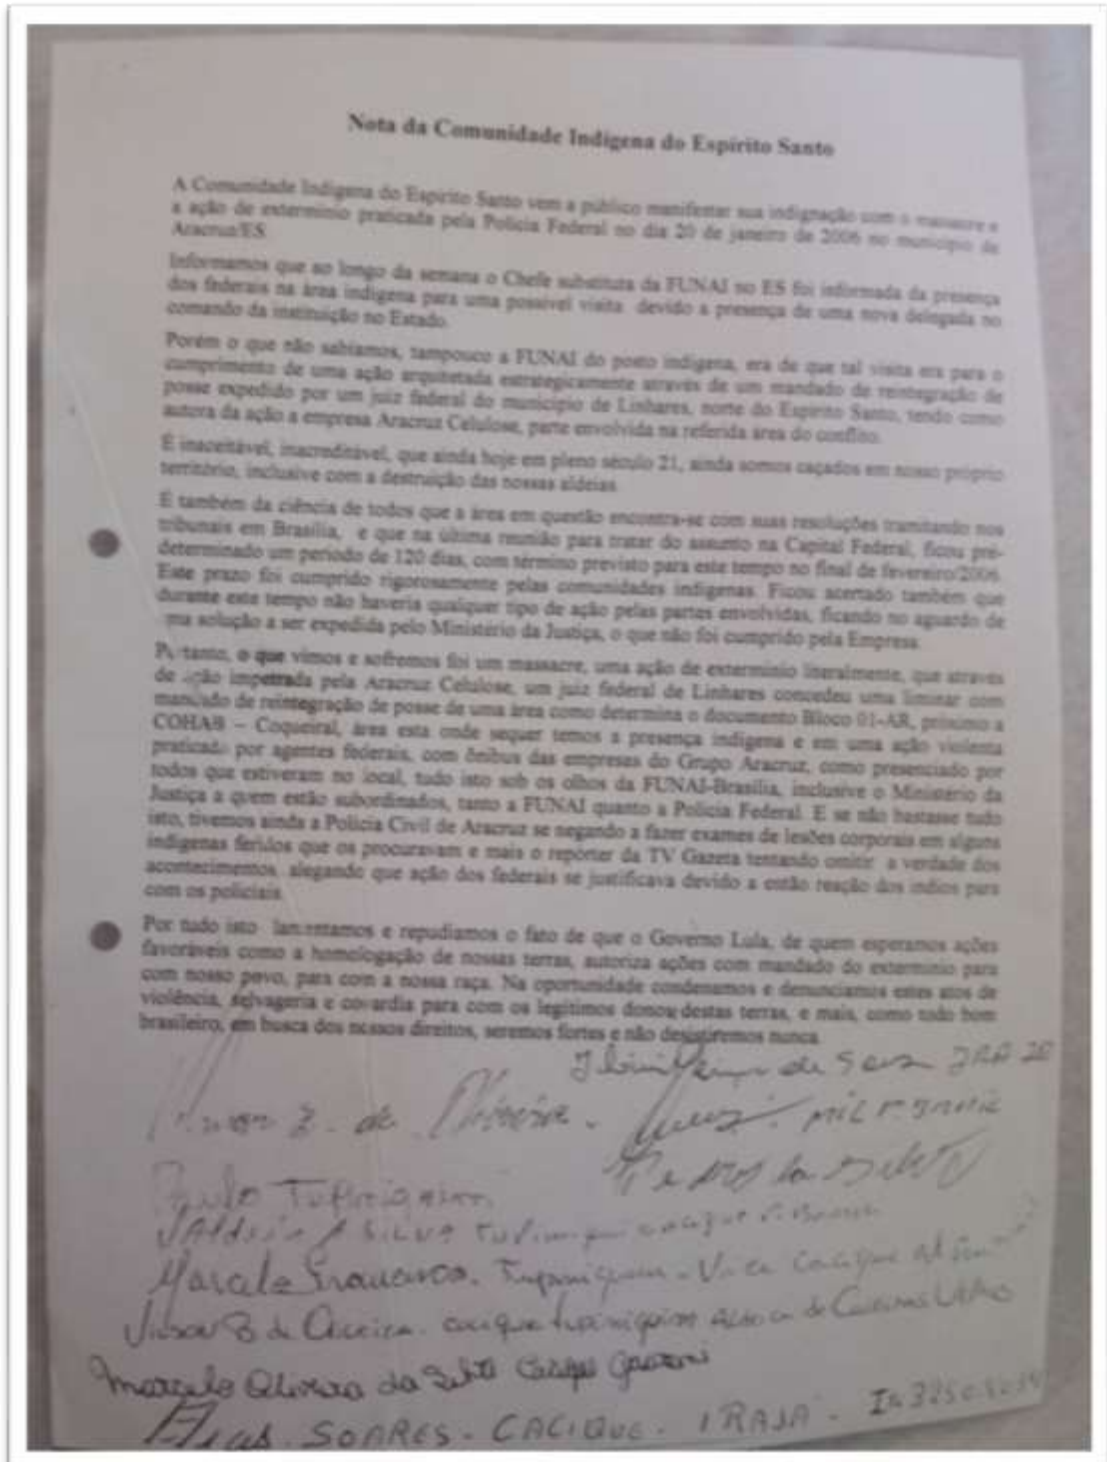 Nota da Comunidade Indígena do Espírito Santo
A Comunidade Indígena do Espírito Santo vem a público manifestar sua indignação com o massacre e
a ação de extermínio praticada pela Polícia Federal no dia 20 de janeiro de 2006 no município de
Aracruz/ES.
Informamos que ao longo da semana o Chefe substituta da FUNAI no ES foi informada da presença
dos federais na área indígena para uma possível visita devido a presença de uma nova delegada no
comando da instituição no Estado.
Porém o que não sabíamos, tampouco a FUNAI do posto indígena, era de que tal visita era para o
cumprimento de uma ação arquitetada estrategicamente através de um mandado de reintegração de
posse expedido por um juiz federal do município de Linhares, norte do Espírito Santo, tendo como
autora da ação a empresa Aracruz Celulose, parte envolvida na referida área do conflito.
É inaceitável, inacreditável, que ainda hoje em pleno século 21, ainda somos caçados em nosso próprio
território, inclusive com a destruição das nossas aldeias.
É também da ciência de todos que a área em questão encontra-se com suas resoluções tramitando nos
tribunais em Brasília, e que na última reunião para tratar do assunto na Capital Federal, ficou pré-
determinado um período de 120 dias, com término previsto para este tempo no final de fevereiro/2006.
Este prazo foi cumprido rigorosamente pelas comunidades indígenas. Ficou acertado também que
durante este tempo não haveria qualquer tipo de ação pelas partes envolvidas, ficando no aguardo de
ma solução a ser expedida pelo Ministério da Justiça, o que não foi cumprido pela Empresa.
Portanto, o que vimos e sofremos foi um massacre, uma ação de extermínio literalmente, que através
de ação impetrada pela Aracruz Celulose, um juiz federal de Linhares concedeu uma liminar com
mandado de reintegração de posse de uma área como determina o documento Bloco 01-AR, próximo a
COHAB – Coqueiral, área esta onde sequer temos a presença indígena e em uma ação violenta
praticado por agentes federais, com ônibus das empresas do Grupo Aracruz, como presenciado por
todos que estiveram no local, tudo isto sob os olhos da FUNAI-Brasília, inclusive o Ministério da
Justiça a quem estão subordinados, tanto a FUNAI quanto a Polícia Federal. E se não bastasse tudo
isto, tivemos ainda a Polícia Civil de Aracruz se negando a fazer exames de lesões corporais em alguns
indígenas feridos que os procuravam e mais o repórter da TV Gazeta tentando omitir a verdade dos
acontecimentos, alegando que ação dos federais se justificava devido a então reação dos índios para
com os policiais.
Por tudo isto lamentamos e repudiamos o fato de que o Governo Lula, de quem esperamos ações
favoráveis como a homologação de nossas terras, autoriza ações com mandado do extermínio para
com nosso povo, para com a nossa raça. Na oportunidade condenamos e denunciamos estes atos de
violência, selvageria e covardia para com os legítimos donos destas terras, e mais, como todo bom
brasileiro, em busca dos nossos direitos, seremos fortes e não desistiremos nunca.
de
Paulo Tupiniquim
Silva
Tupiniquim - Vice Cacique
B de Oliveira. cacique tupiniquim Aldeia de Caieiras Velha
Marcelo Oliveira da Silva Cacique Guarani
SOARES - CACIQUE - IRAJÁ -